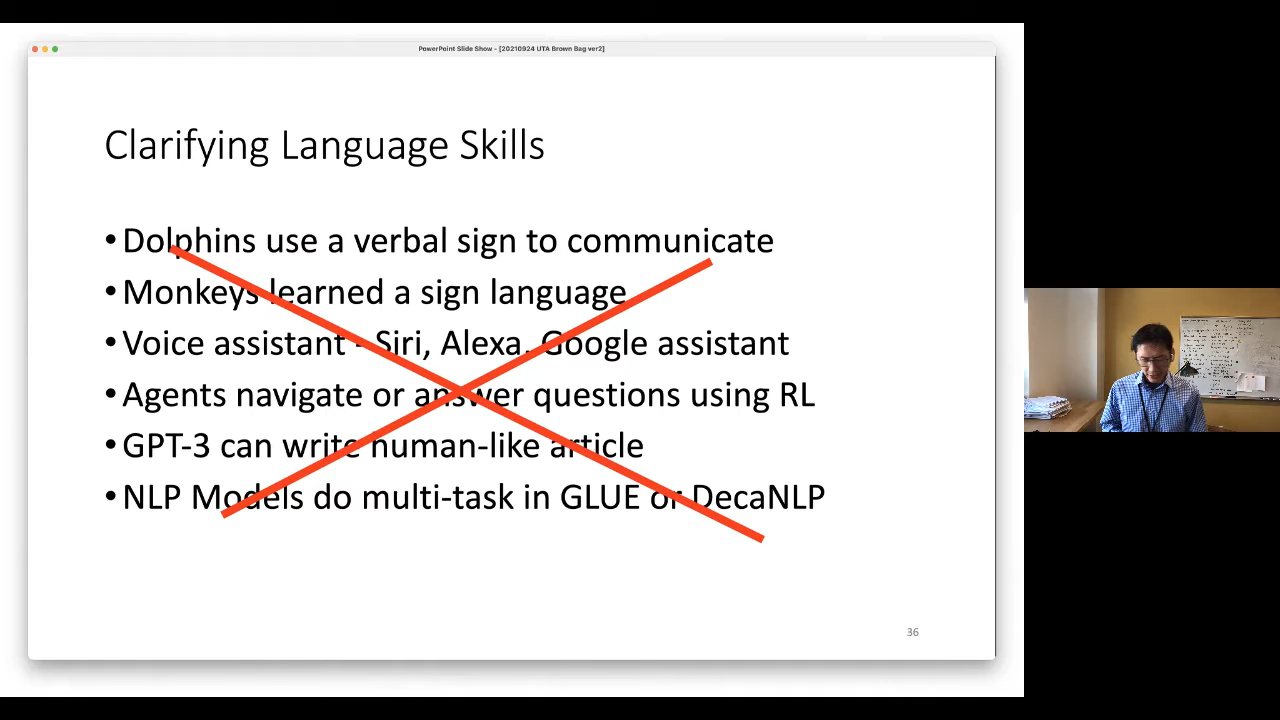 PowerPoint Slide Show - [20210924 UTA Brown Bag ver2]
Clarifying Language Skills
•Dolphins use a verbal sign to communicate
•Monkeys learned a sign language
•Voice assistant - Siri, Alexa, Google assistant
•Agents navigate or answer questions using RL
•GPT-3 can write human-like article
•NLP Models do multi-task in GLUE or DecaNLP
36